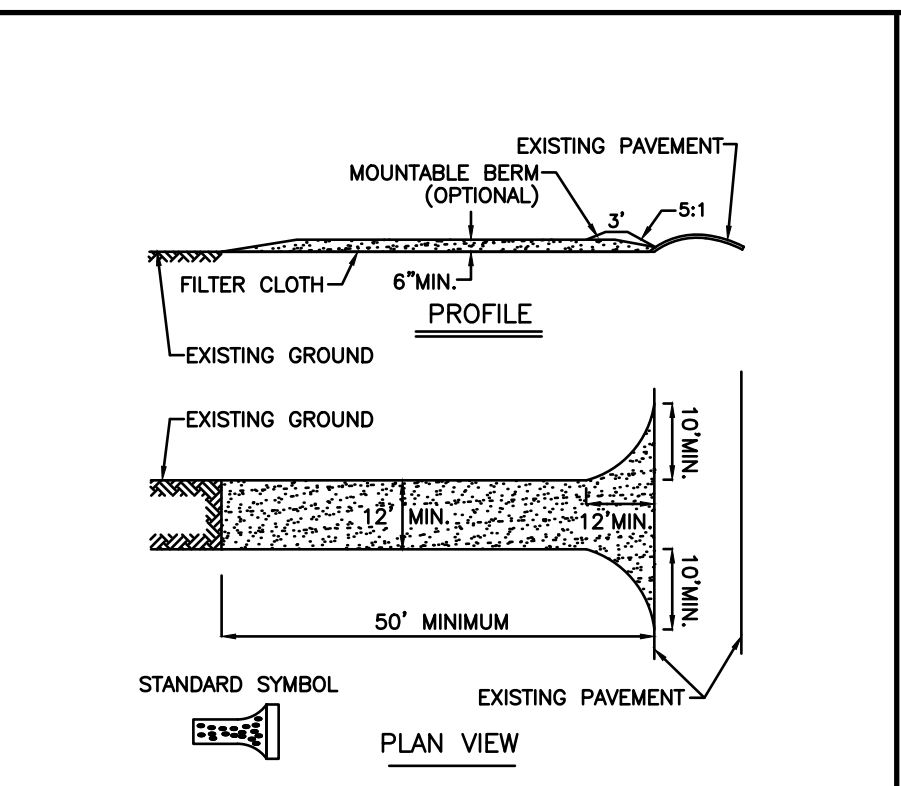 EXISTING PAVEMENT
MOUNTABLE BERM
(OPTIONAL)
3'
5:1
FILTER CLOTH
6"MIN.
PROFILE
EXISTING GROUND
EXISTING GROUND
10'MIN.
12' MIN.
12'MIN.
10'MIN.
50' MINIMUM
STANDARD SYMBOL
EXISTING PAVEMENT
PLAN VIEW